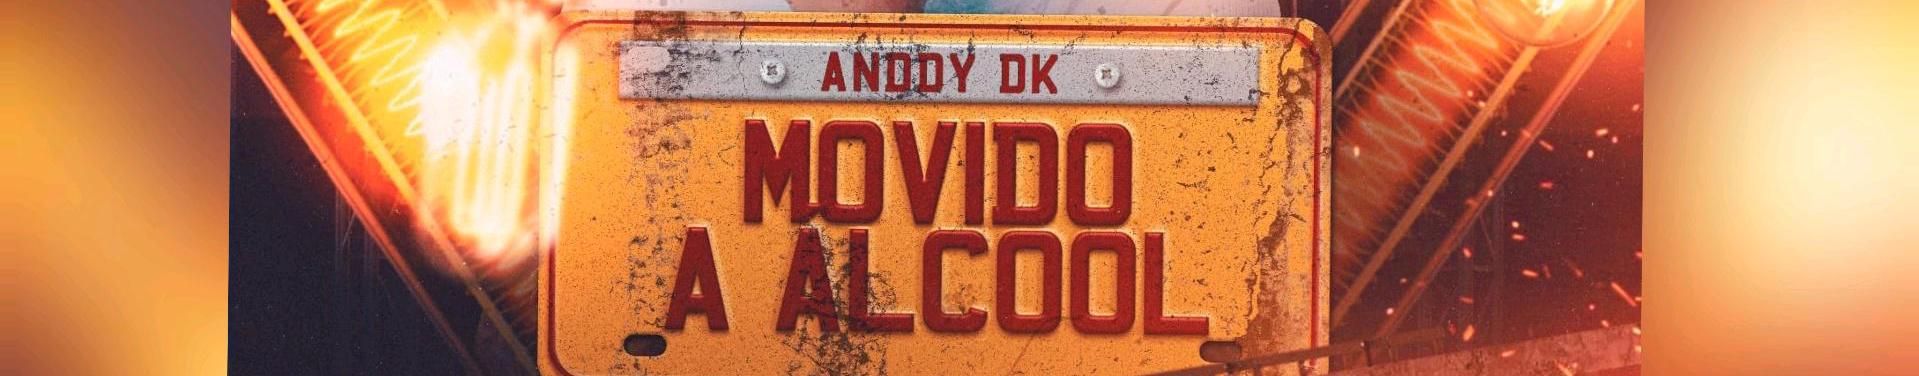 ANDDY DK
MOVIDO
A ALCOOL